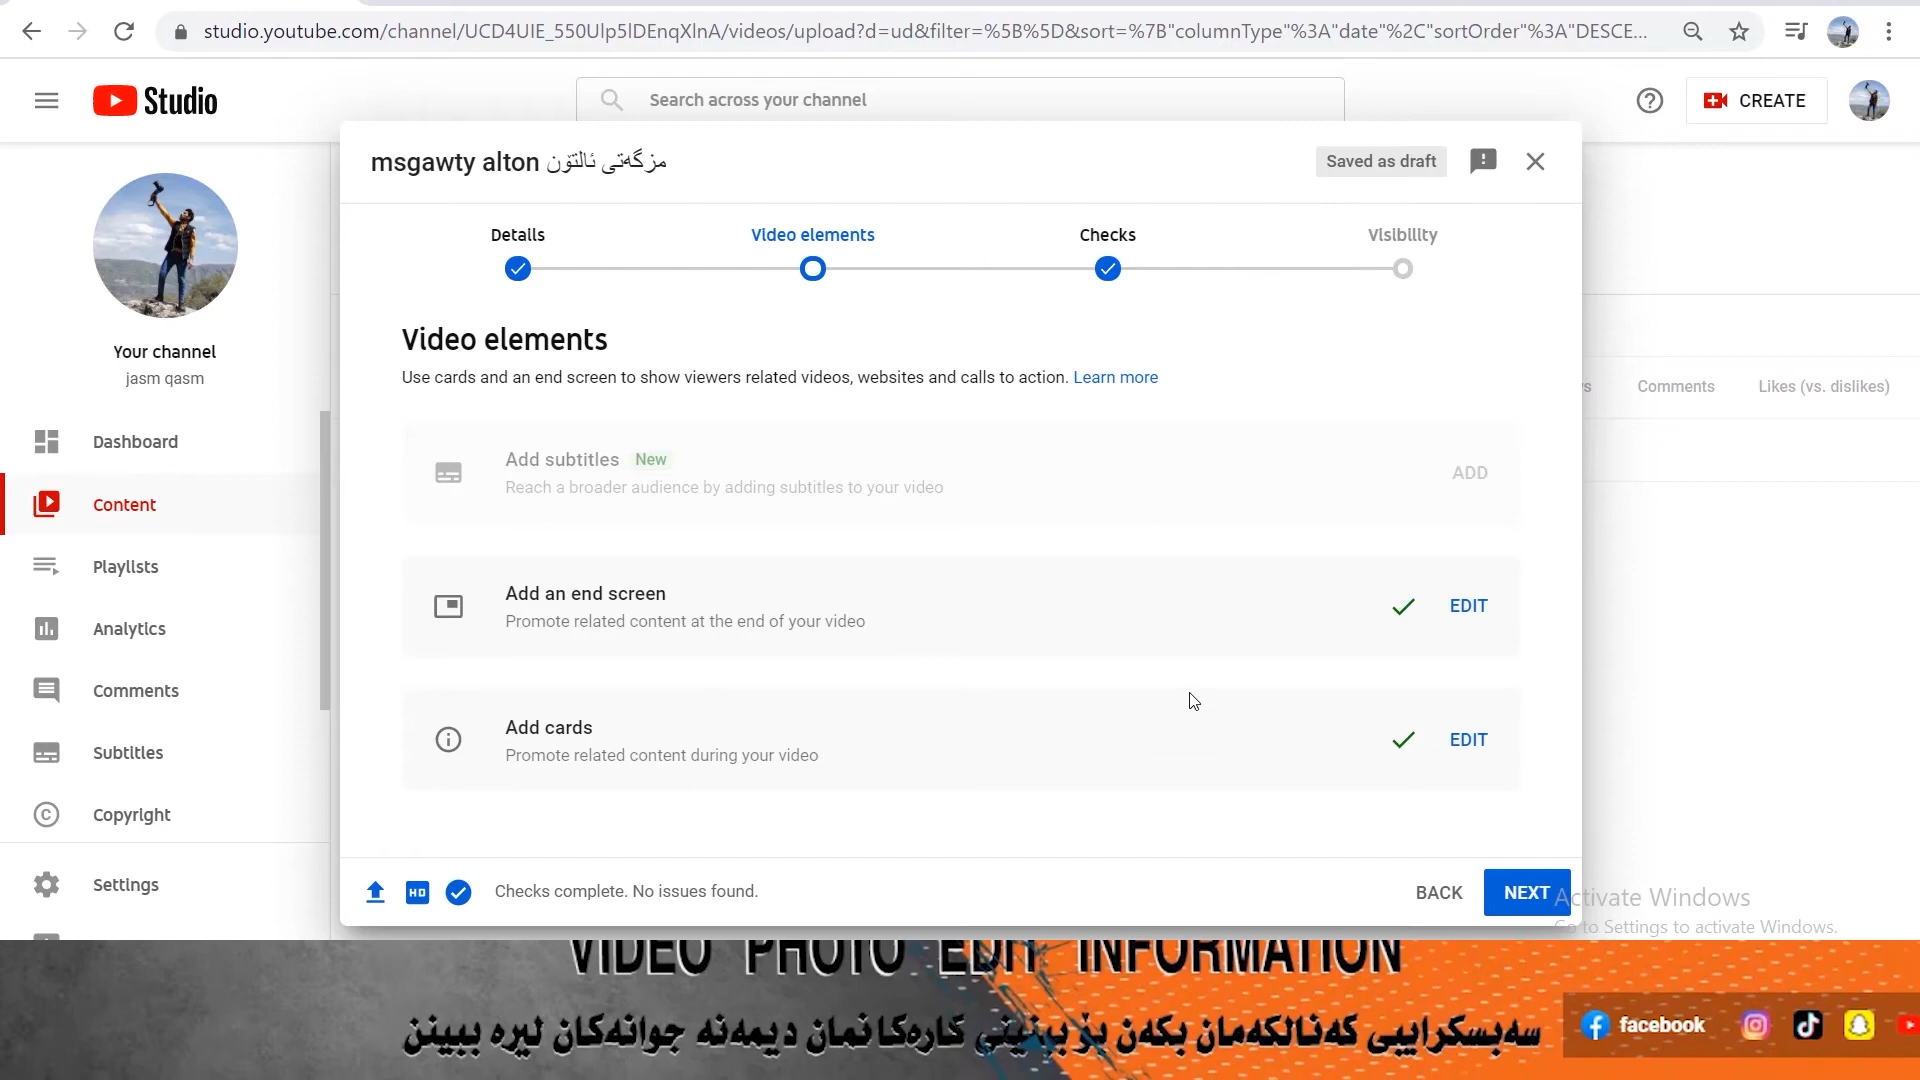 studio.youtube.com/channel/UCD4UIE_550Ulp5lDEnqXlnA/videos/upload?d=ud&filter=%5B%5D&sort=%7B"columnType"%3A"date"%2C"sortOrder"%3A"DESCE...
Studio
Search across your channel
CREATE
msgawty alton مزگەتی ئالتۆن
Saved as draft
Details
Video elements
Checks
Visibility
Your channel
jasm qasm
Video elements
Use cards and an end screen to show viewers related videos, websites and calls to action. Learn more
Comments
Likes (vs. dislikes)
Dashboard
Add subtitles New
Reach a broader audience by adding subtitles to your video
ADD
Content
Playlists
Add an end screen
Promote related content at the end of your video
EDIT
Analytics
Comments
Add cards
Promote related content during your video
EDIT
Subtitles
Copyright
Settings
HD
Checks complete. No issues found.
BACK
NEXT
Activate Windows
Go to Settings to activate Windows.
VIDEO PHOTO EDIT INFORMATION
سەبسکرایبی کەنالکەمان بکەن بۆ بینینی کارەکانمان دیمەنە جوانەکان لیرە ببینن
facebook